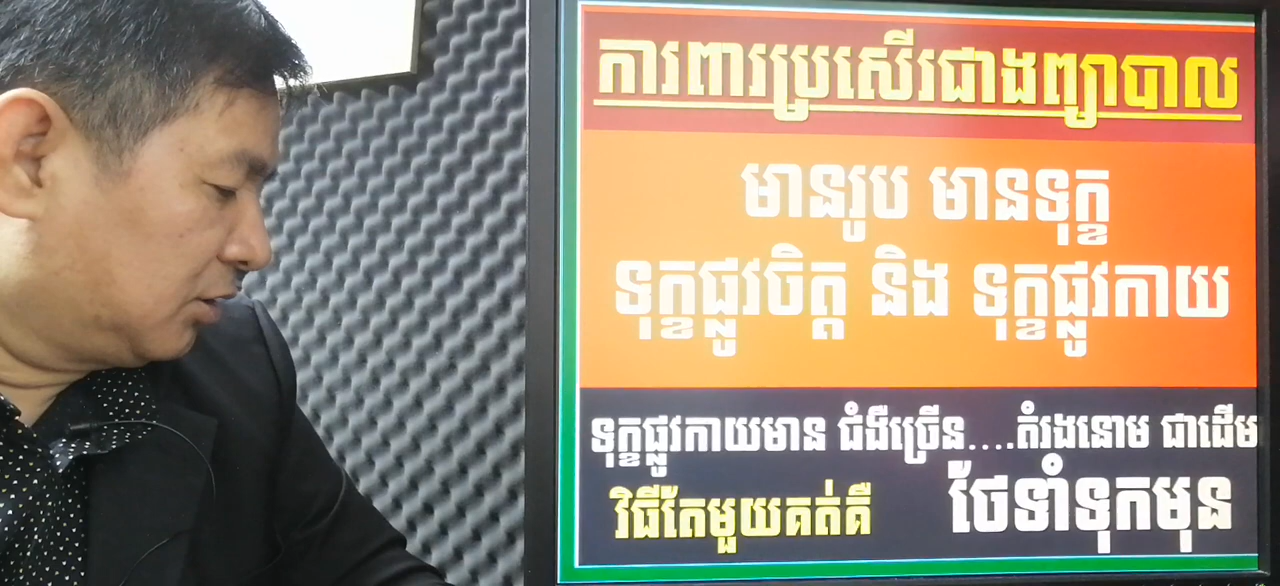 ការពារប្រសើរជាងព្យាបាល
មានរូប មានទុក្ខ
ទុក្ខផ្លូវចិត្ត និង ទុក្ខផ្លូវកាយ
ទុក្ខផ្លូវកាយមាន ជំងឺច្រើន....តំរងនោម ជាដើម
វិធីតែមួយគត់គឺ ថែទាំទុកមុន